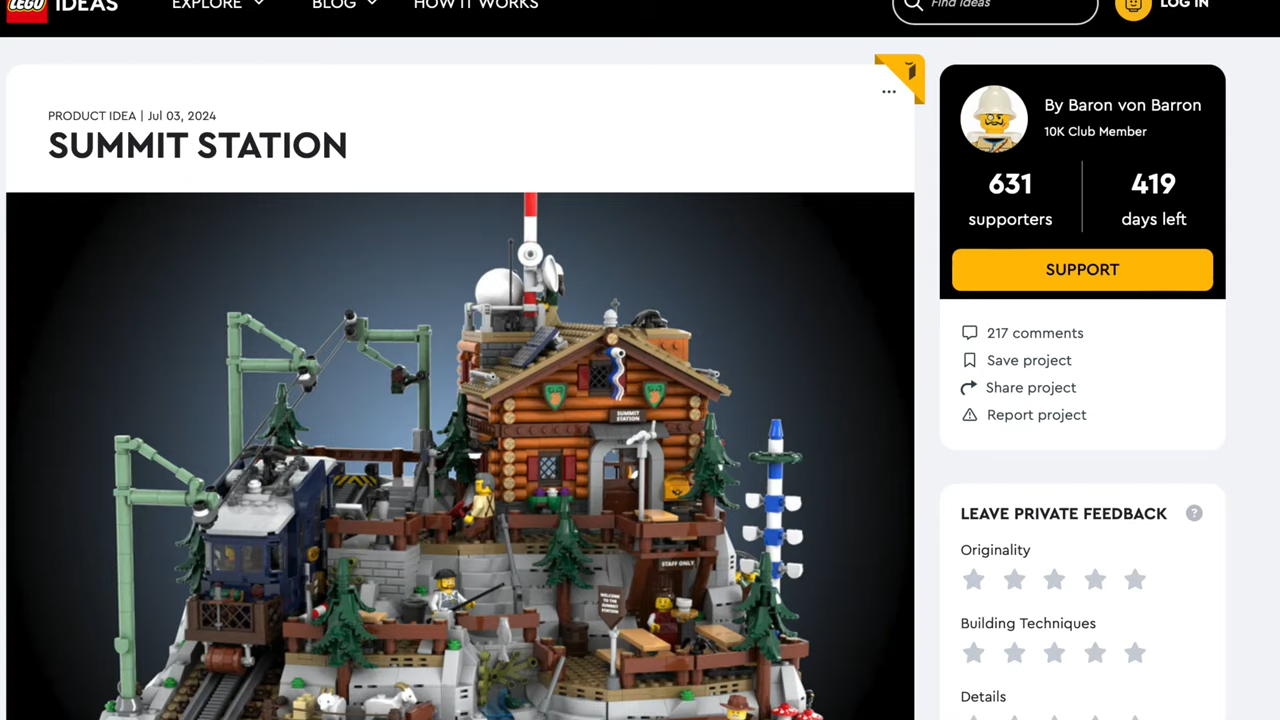 LEGO IDEAS
EXPLORE
BLOG
HOW IT WORKS
Find ideas
LOG IN
PRODUCT IDEA | Jul 03, 2024
SUMMIT STATION
...
By Baron von Barron
10K Club Member
631
supporters
419
days left
SUPPORT
217 comments
Save project
Share project
Report project
LEAVE PRIVATE FEEDBACK ?
Originality
Building Techniques
Details
SUMMIT
STATION
STAFF ONLY
WELCOME
TO THE
SUMMIT
STATION